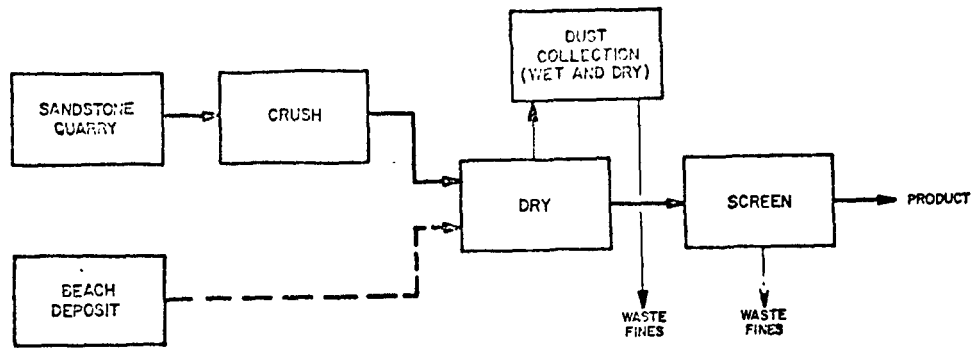 DUST
COLLECTION
(WET AND DRY)
SANDSTONE
QUARRY
CRUSH
DRY
SCREEN
PRODUCT
BEACH
DEPOSIT
WASTE
FINES
WASTE
FINES